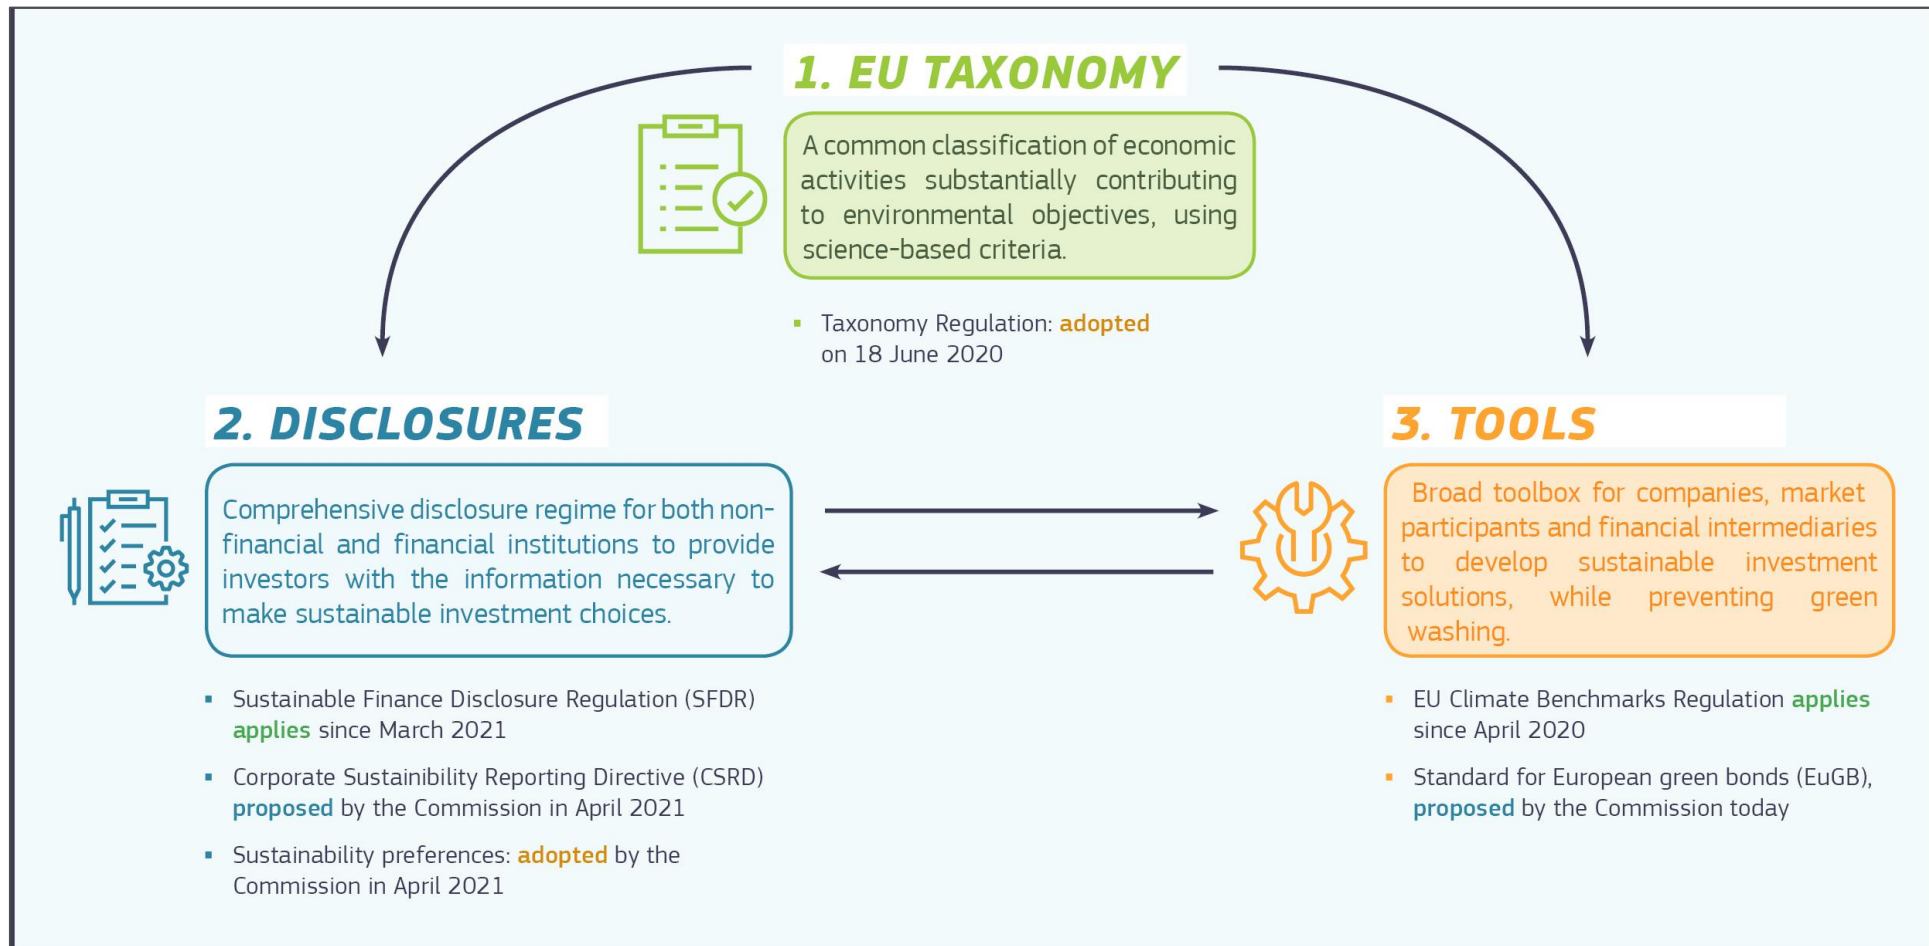 1. EU TAXONOMY
A common classification of economic
activities substantially contributing
to environmental objectives, using
science-based criteria.
▪ Taxonomy Regulation: adopted
on 18 June 2020
2. DISCLOSURES
Comprehensive disclosure regime for both non-
financial and financial institutions to provide
investors with the information necessary to
make sustainable investment choices.
▪ Sustainable Finance Disclosure Regulation (SFDR)
applies since March 2021
▪ Corporate Sustainibility Reporting Directive (CSRD)
proposed by the Commission in April 2021
▪ Sustainability preferences: adopted by the
Commission in April 2021
3. TOOLS
Broad toolbox for companies, market
participants and financial intermediaries
to develop sustainable investment
solutions, while preventing green
washing.
▪ EU Climate Benchmarks Regulation applies
since April 2020
▪ Standard for European green bonds (EuGB),
proposed by the Commission today